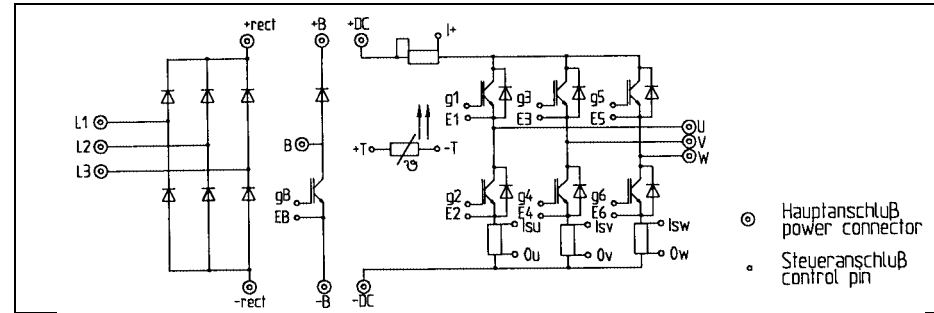 +rect +B +DC I+
g1 g3 g5
E1 E3 E5
L1
L2
L3
B
+T -T
ϑ
U
V
W
g2 g4 g6
E2 E4 E6
gB
EB
Isu Isv Isw
0u 0v 0w
-rect -B -DC
Hauptanschluß
power connector
Steueranschluß
control pin